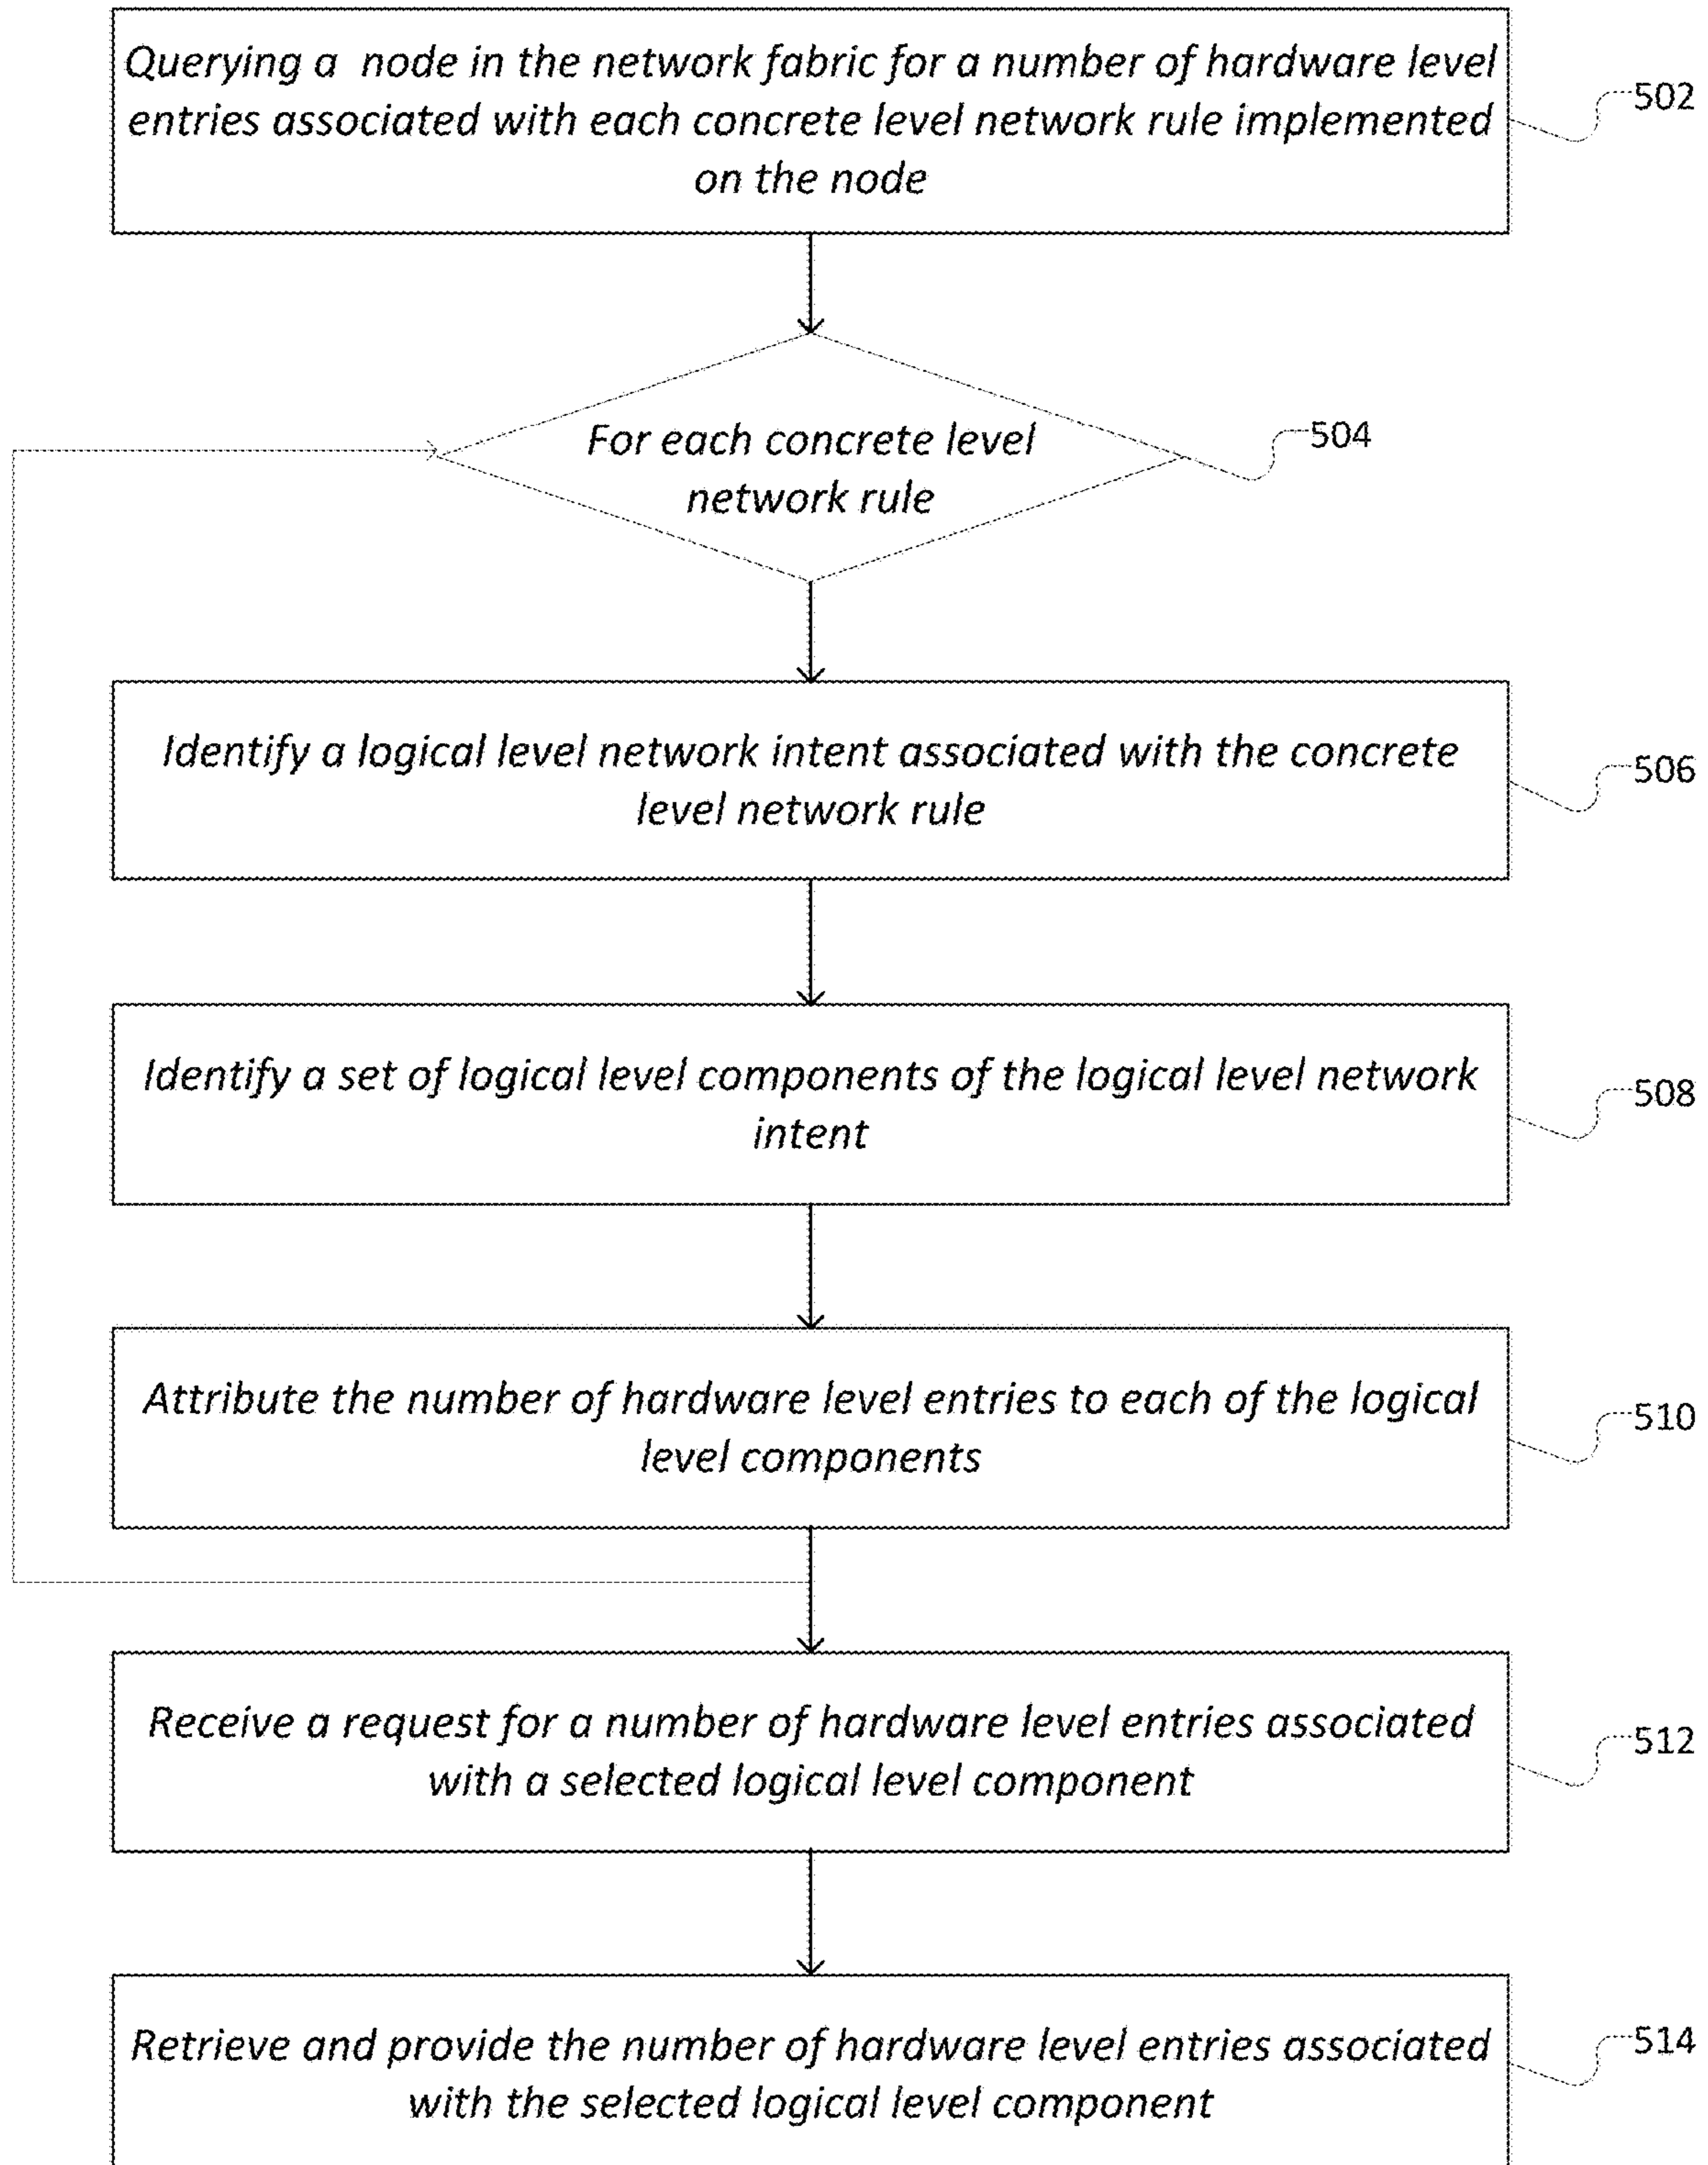 Querying a node in the network fabric for a number of hardware level
entries associated with each concrete level network rule implemented
on the node
502
For each concrete level
network rule
504
Identify a logical level network intent associated with the concrete
level network rule
506
Identify a set of logical level components of the logical level network
intent
508
Attribute the number of hardware level entries to each of the logical
level components
510
Receive a request for a number of hardware level entries associated
with a selected logical level component
512
Retrieve and provide the number of hardware level entries associated
with the selected logical level component
514